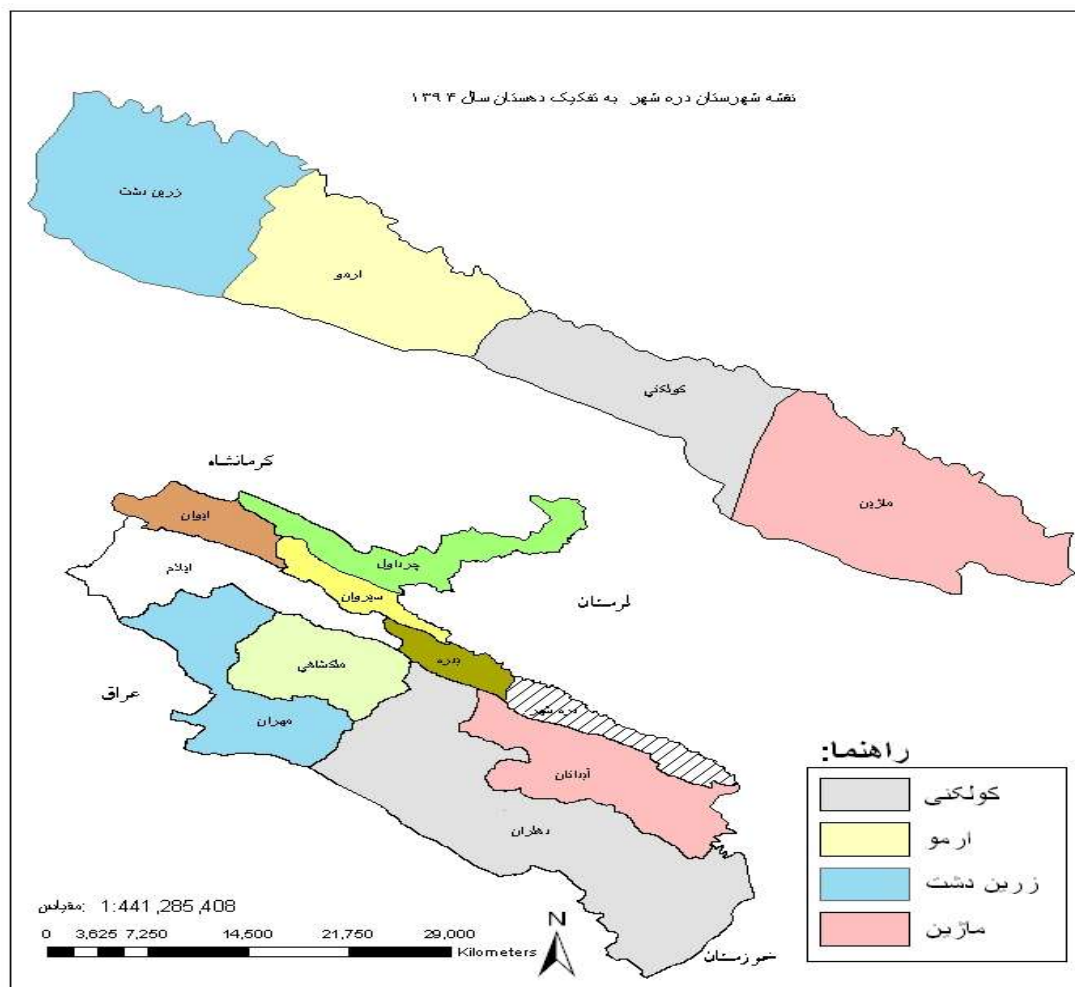 نقشه شهرستان دره شهر به تفکیک دهستان سال ۱۳۹۴
زرین دشت
ارمو
کولکنی
ماژین
کرمانشاه
ایوان
چرداول
ایلام
سیروان
لرستان
بدره
ملکشاهی
عراق
مهران
دره شهر
آبدانان
دهلران
خوزستان
راهنما:
کولکنی
ارمو
زرین دشت
ماژین
مقیاس: 1:441,285,408
0 3,625 7,250 14,500 21,750 29,000
Kilometers
N